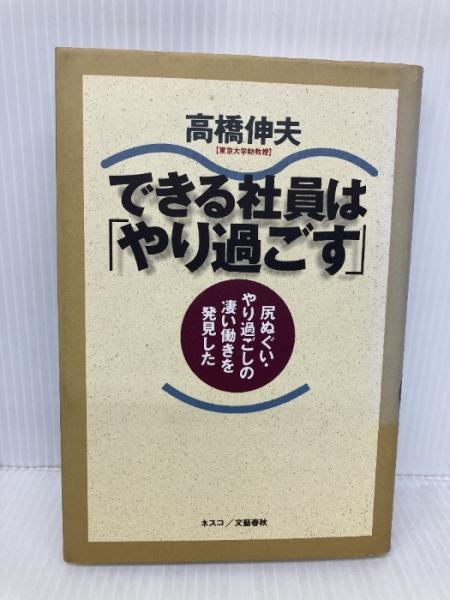 高橋伸夫
【東京大学助教授】
できる社員は
「やり過ごす」
尻ぬぐい・
やり過ごしの
凄い働きを
発見した
ネスコ／文藝春秋